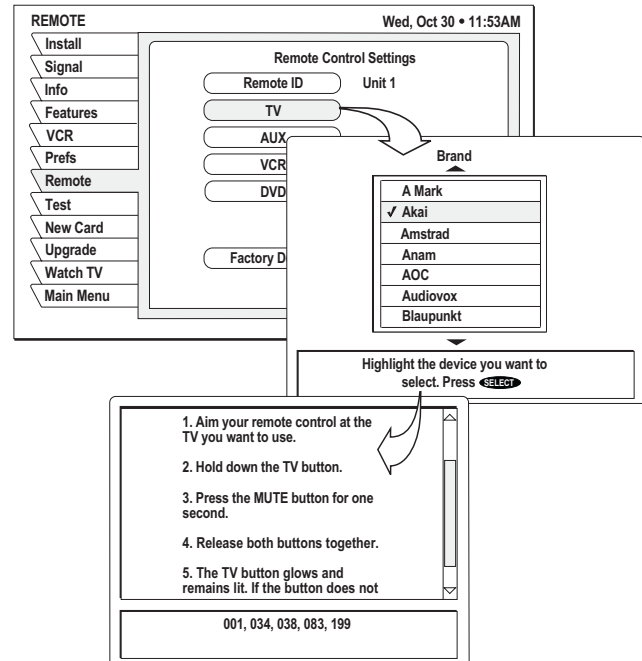 REMOTE
Wed, Oct 30 • 11:53AM
Install
Signal
Info
Features
VCR
Prefs
Remote
Test
New Card
Upgrade
Watch TV
Main Menu
Remote Control Settings
Remote ID Unit 1
TV
AUX
VCR
DVD
Factory D
Brand
A Mark
✓ Akai
Amstrad
Anam
AOC
Audiovox
Blaupunkt
Highlight the device you want to
select. Press SELECT
1. Aim your remote control at the
TV you want to use.
2. Hold down the TV button.
3. Press the MUTE button for one
second.
4. Release both buttons together.
5. The TV button glows and
remains lit. If the button does not
001, 034, 038, 083, 199